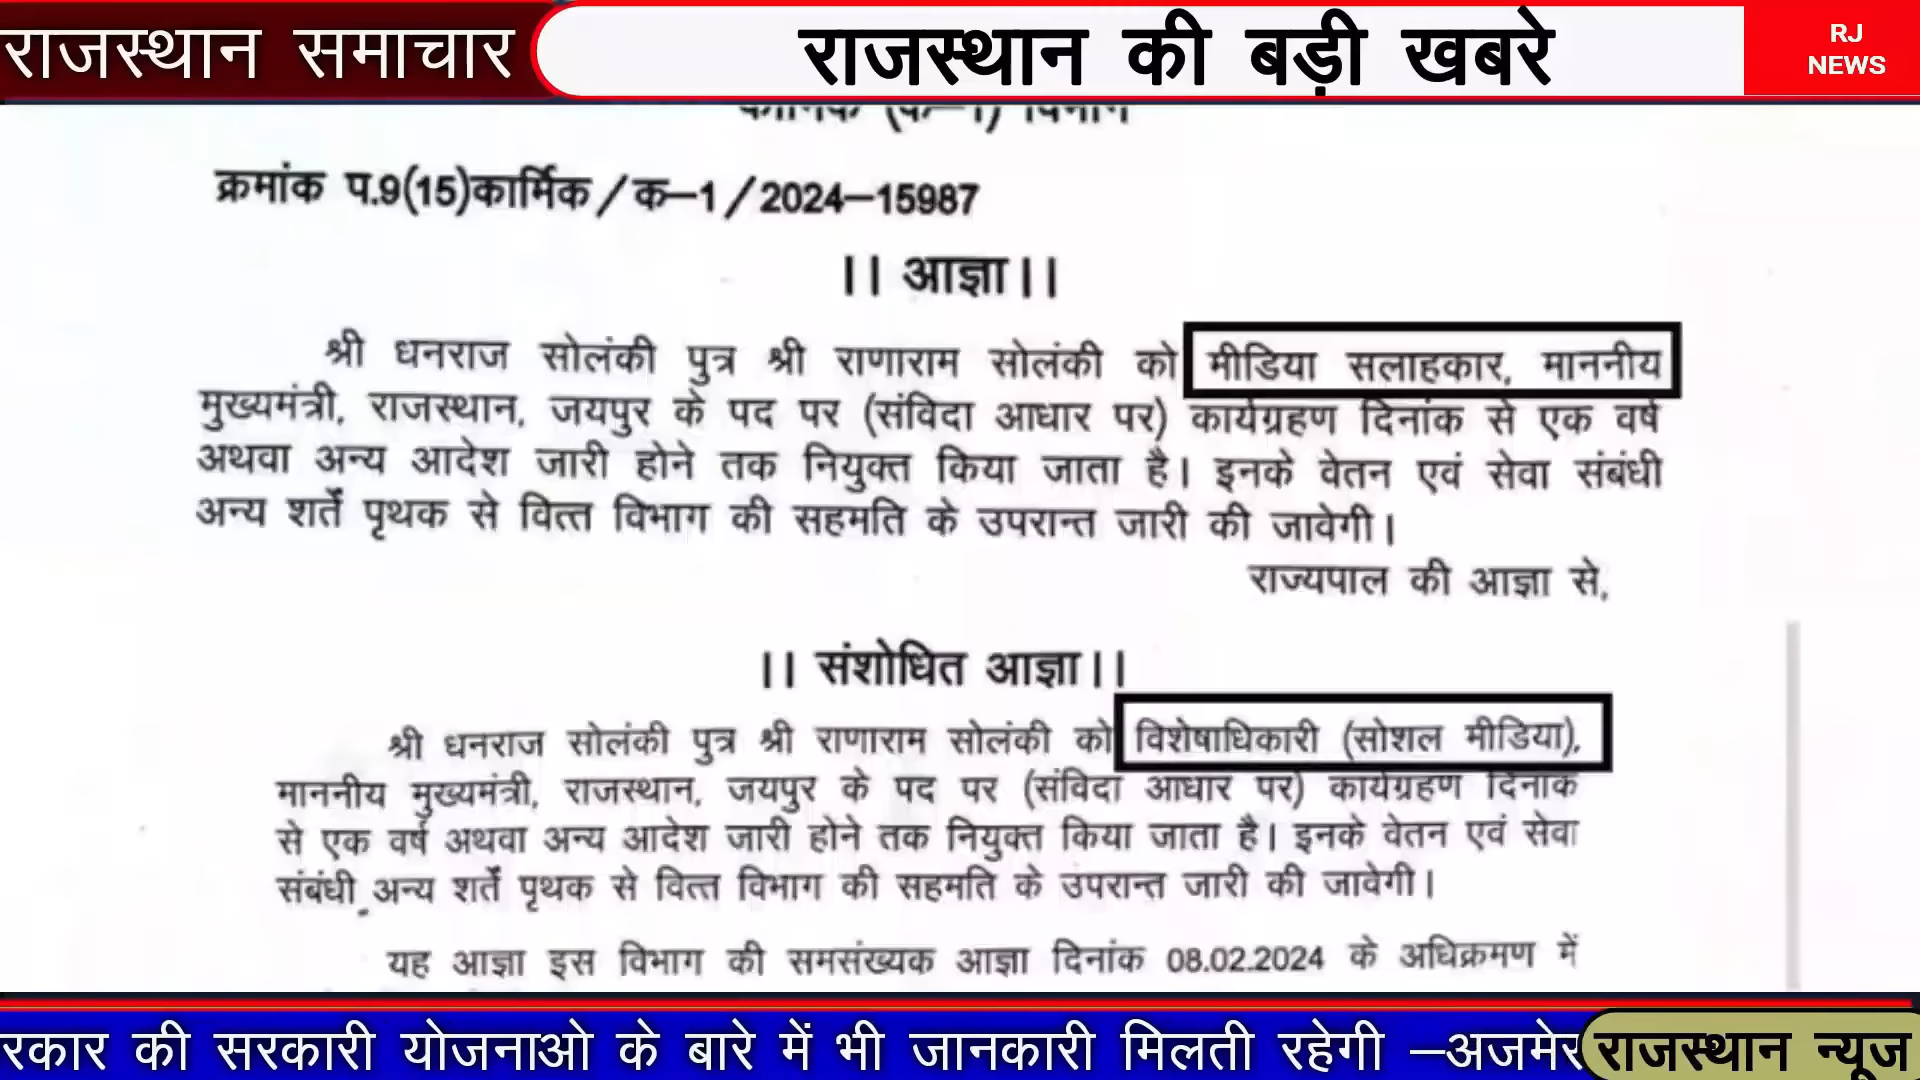 राजस्थान समाचार
राजस्थान की बड़ी खबरे
RJ
NEWS
कार्मिक (क–1) विभाग
क्रमांक प.9(15)कार्मिक/क–1/2024–15987
।। आज्ञा।।
श्री धनराज सोलंकी पुत्र श्री राणाराम सोलंकी को मीडिया सलाहकार, माननीय
मुख्यमंत्री, राजस्थान, जयपुर के पद पर (संविदा आधार पर) कार्यग्रहण दिनांक से एक वर्ष
अथवा अन्य आदेश जारी होने तक नियुक्त किया जाता है। इनके वेतन एवं सेवा संबंधी
अन्य शर्तें पृथक से वित्त विभाग की सहमति के उपरान्त जारी की जावेगी।
राज्यपाल की आज्ञा से,
।। संशोधित आज्ञा।।
श्री धनराज सोलंकी पुत्र श्री राणाराम सोलंकी को विशेषाधिकारी (सोशल मीडिया),
माननीय मुख्यमंत्री, राजस्थान, जयपुर के पद पर (संविदा आधार पर) कार्यग्रहण दिनांक
से एक वर्ष अथवा अन्य आदेश जारी होने तक नियुक्त किया जाता है। इनके वेतन एवं सेवा
संबंधी अन्य शर्तें पृथक से वित्त विभाग की सहमति के उपरान्त जारी की जावेगी।
यह आज्ञा इस विभाग की समसंख्यक आज्ञा दिनांक 08.02.2024 के अधिक्रमण में
रकार की सरकारी योजनाओ के बारे में भी जानकारी मिलती रहेगी –अजमेर
राजस्थान न्यूज